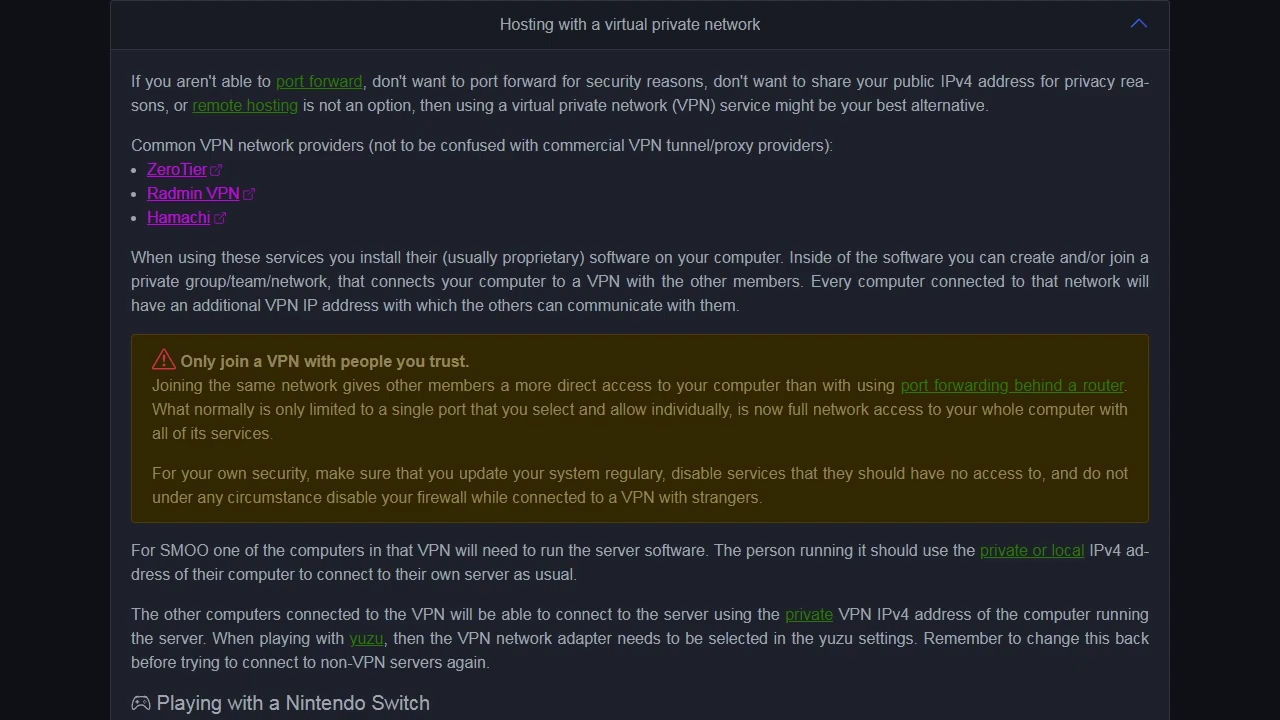 Hosting with a virtual private network
If you aren't able to port forward, don't want to port forward for security reasons, don't want to share your public IPv4 address for privacy rea-
sons, or remote hosting is not an option, then using a virtual private network (VPN) service might be your best alternative.
Common VPN network providers (not to be confused with commercial VPN tunnel/proxy providers):
• ZeroTier
• Radmin VPN
• Hamachi
When using these services you install their (usually proprietary) software on your computer. Inside of the software you can create and/or join a
private group/team/network, that connects your computer to a VPN with the other members. Every computer connected to that network will
have an additional VPN IP address with which the others can communicate with them.
Only join a VPN with people you trust.
Joining the same network gives other members a more direct access to your computer than with using port forwarding behind a router.
What normally is only limited to a single port that you select and allow individually, is now full network access to your whole computer with
all of its services.
For your own security, make sure that you update your system regulary, disable services that they should have no access to, and do not
under any circumstance disable your firewall while connected to a VPN with strangers.
For SMOO one of the computers in that VPN will need to run the server software. The person running it should use the private or local IPv4 ad-
dress of their computer to connect to their own server as usual.
The other computers connected to the VPN will be able to connect to the server using the private VPN IPv4 address of the computer running
the server. When playing with yuzu, then the VPN network adapter needs to be selected in the yuzu settings. Remember to change this back
before trying to connect to non-VPN servers again.
Playing with a Nintendo Switch